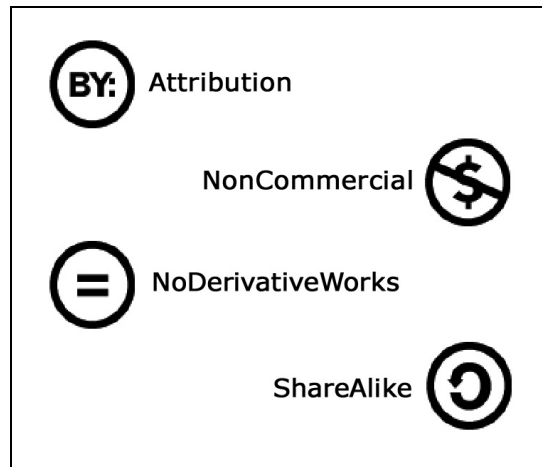 BY: Attribution
NonCommercial $
= NoDerivativeWorks
ShareAlike